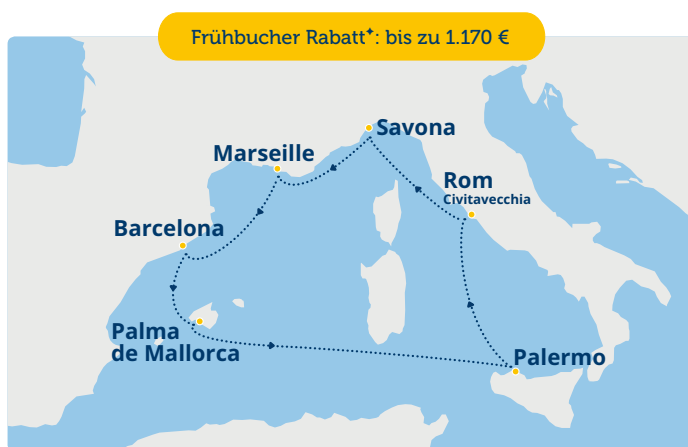 Frühbucher Rabatt✦: bis zu 1.170 €
Savona
Marseille
Rom
Civitavecchia
Barcelona
Palma
de Mallorca
Palermo